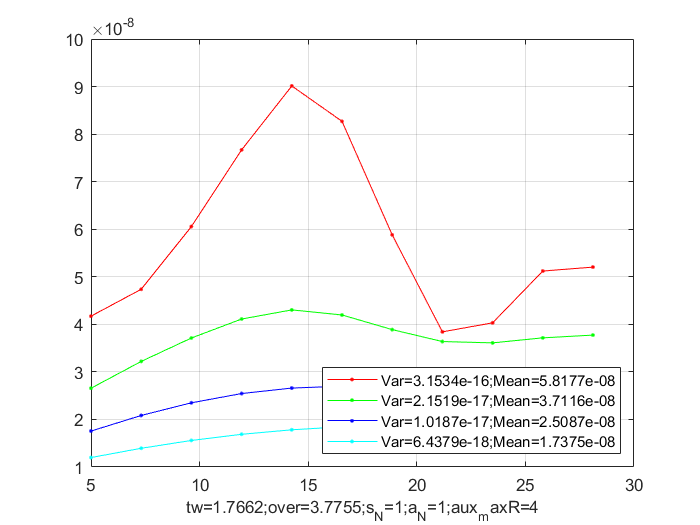 ×10-8
10
9
8
7
6
5
4
3
2
1
5 10 15 20 25 30
Var=3.1534e-16;Mean=5.8177e-08
Var=2.1519e-17;Mean=3.7116e-08
Var=1.0187e-17;Mean=2.5087e-08
Var=6.4379e-18;Mean=1.7375e-08
tw=1.7662;over=3.7755;sN=1;aN=1;auxmaxR=4